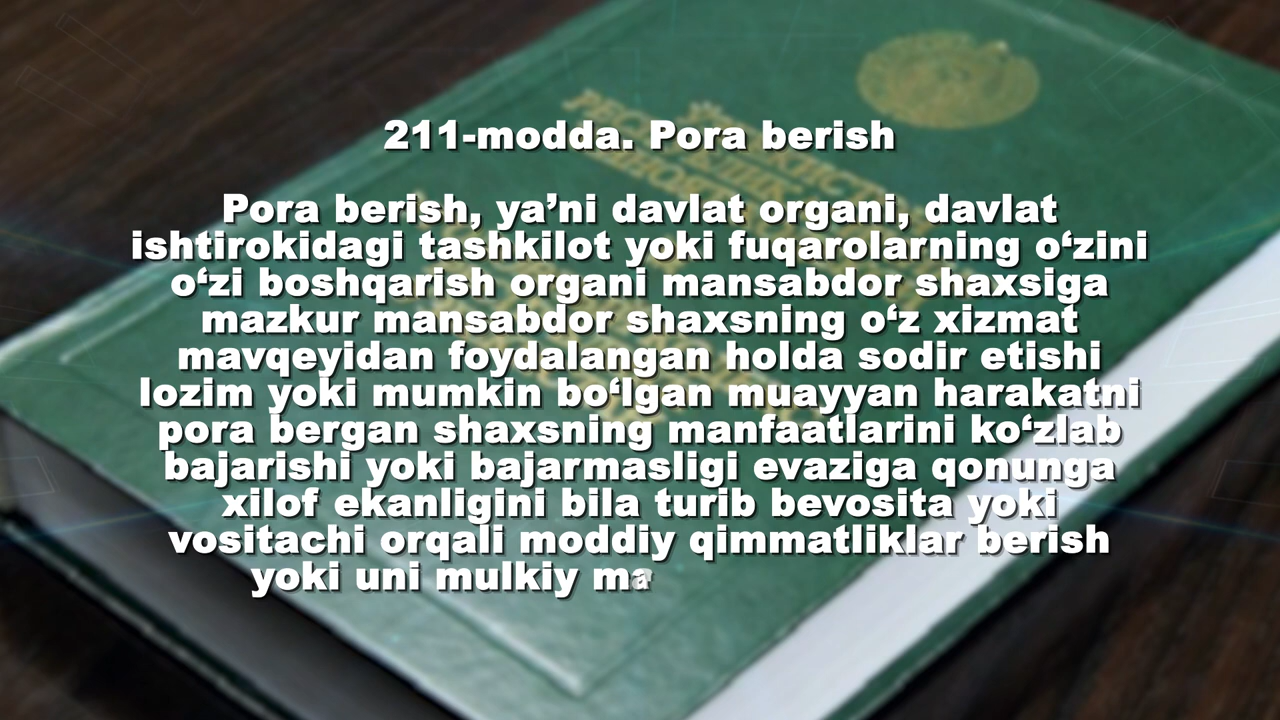 211-modda. Pora berish
Pora berish, ya’ni davlat organi, davlat
ishtirokidagi tashkilot yoki fuqarolarning o‘zini
o‘zi boshqarish organi mansabdor shaxsiga
mazkur mansabdor shaxsning o‘z xizmat
mavqeyidan foydalangan holda sodir etishi
lozim yoki mumkin bo‘lgan muayyan harakatni
pora bergan shaxsning manfaatlarini ko‘zlab
bajarishi yoki bajarmasligi evaziga qonunga
xilof ekanligini bila turib bevosita yoki
vositachi orqali moddiy qimmatliklar berish
yoki uni mulkiy ma